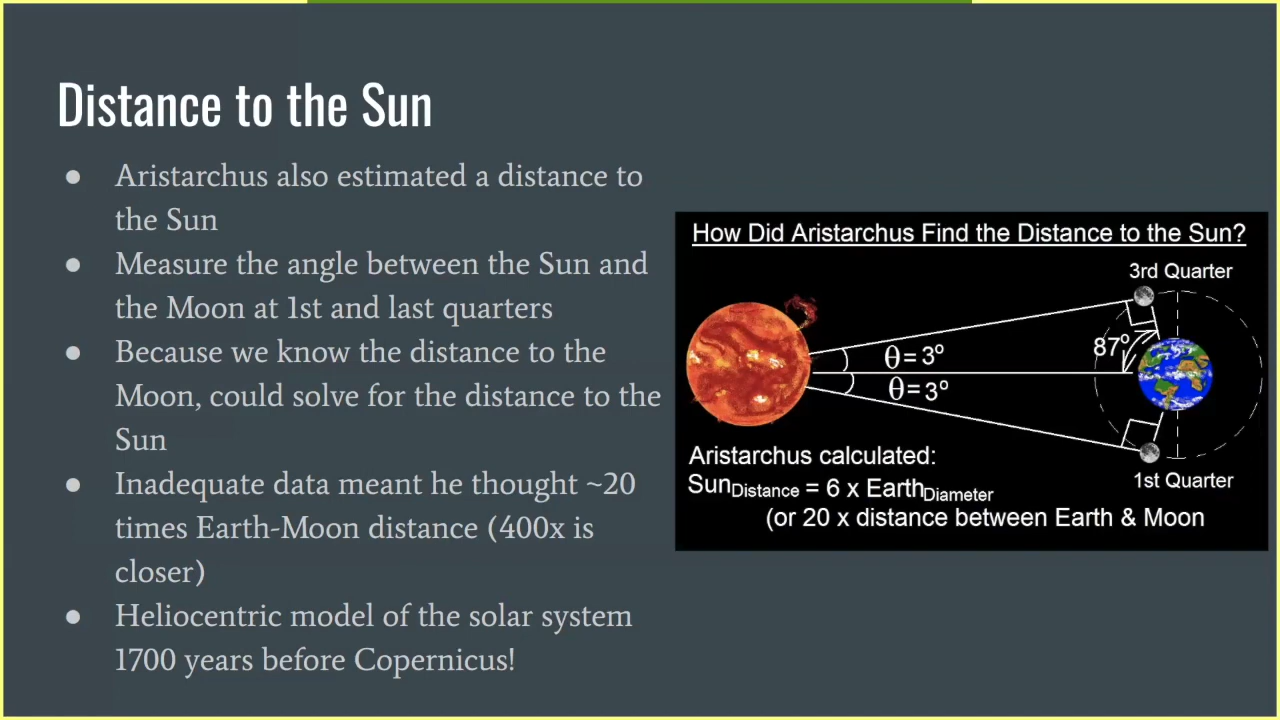 Distance to the Sun
● Aristarchus also estimated a distance to
the Sun
● Measure the angle between the Sun and
the Moon at 1st and last quarters
● Because we know the distance to the
Moon, could solve for the distance to the
Sun
● Inadequate data meant he thought ~20
times Earth-Moon distance (400x is
closer)
● Heliocentric model of the solar system
1700 years before Copernicus!
How Did Aristarchus Find the Distance to the Sun?
3rd Quarter
87º
θ= 3º
θ= 3º
Aristarchus calculated:
1st Quarter
SunDistance = 6 x EarthDiameter
(or 20 x distance between Earth & Moon